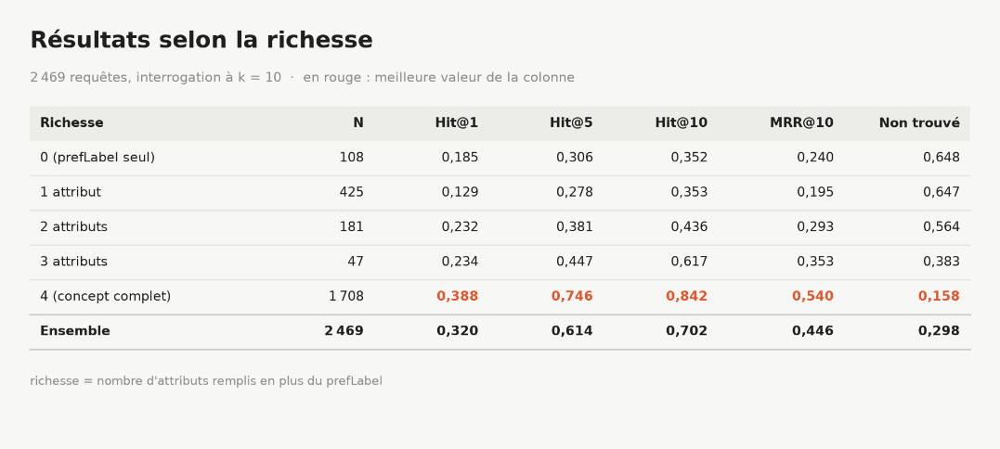 Résultats selon la richesse
2 469 requêtes, interrogation à k = 10 · en rouge : meilleure valeur de la colonne
Richesse N Hit@1 Hit@5 Hit@10 MRR@10 Non trouvé
0 (prefLabel seul) 108 0,185 0,306 0,352 0,240 0,648
1 attribut 425 0,129 0,278 0,353 0,195 0,647
2 attributs 181 0,232 0,381 0,436 0,293 0,564
3 attributs 47 0,234 0,447 0,617 0,353 0,383
4 (concept complet) 1 708 0,388 0,746 0,842 0,540 0,158
Ensemble 2 469 0,320 0,614 0,702 0,446 0,298
richesse = nombre d'attributs remplis en plus du prefLabel